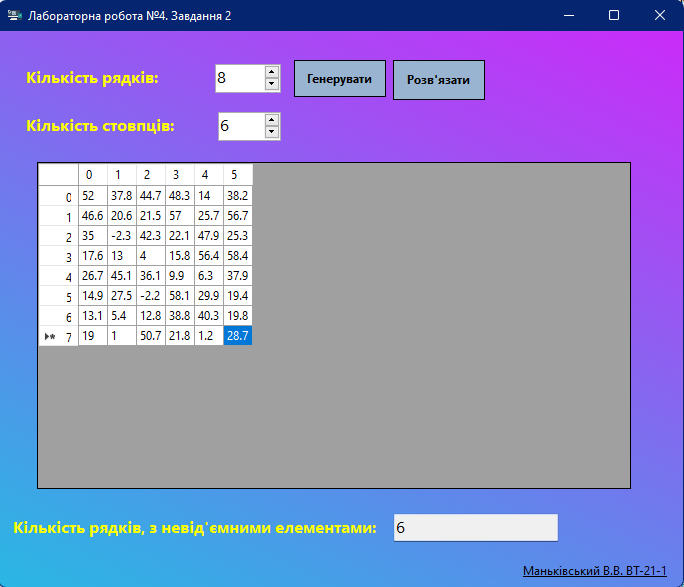 Лабораторна робота №4. Завдання 2
Кількість рядків: 8 Генерувати Розв'язати
Кількість стовпців: 6
0 1 2 3 4 5
0 52 37.8 44.7 48.3 14 38.2
1 46.6 20.6 21.5 57 25.7 56.7
2 35 -2.3 42.3 22.1 47.9 25.3
3 17.6 13 4 15.8 56.4 58.4
4 26.7 45.1 36.1 9.9 6.3 37.9
5 14.9 27.5 -2.2 58.1 29.9 19.4
6 13.1 5.4 12.8 38.8 40.3 19.8
7 19 1 50.7 21.8 1.2 28.7
Кількість рядків, з невід'ємними елементами: 6
Маньківський В.В. ВТ-21-1